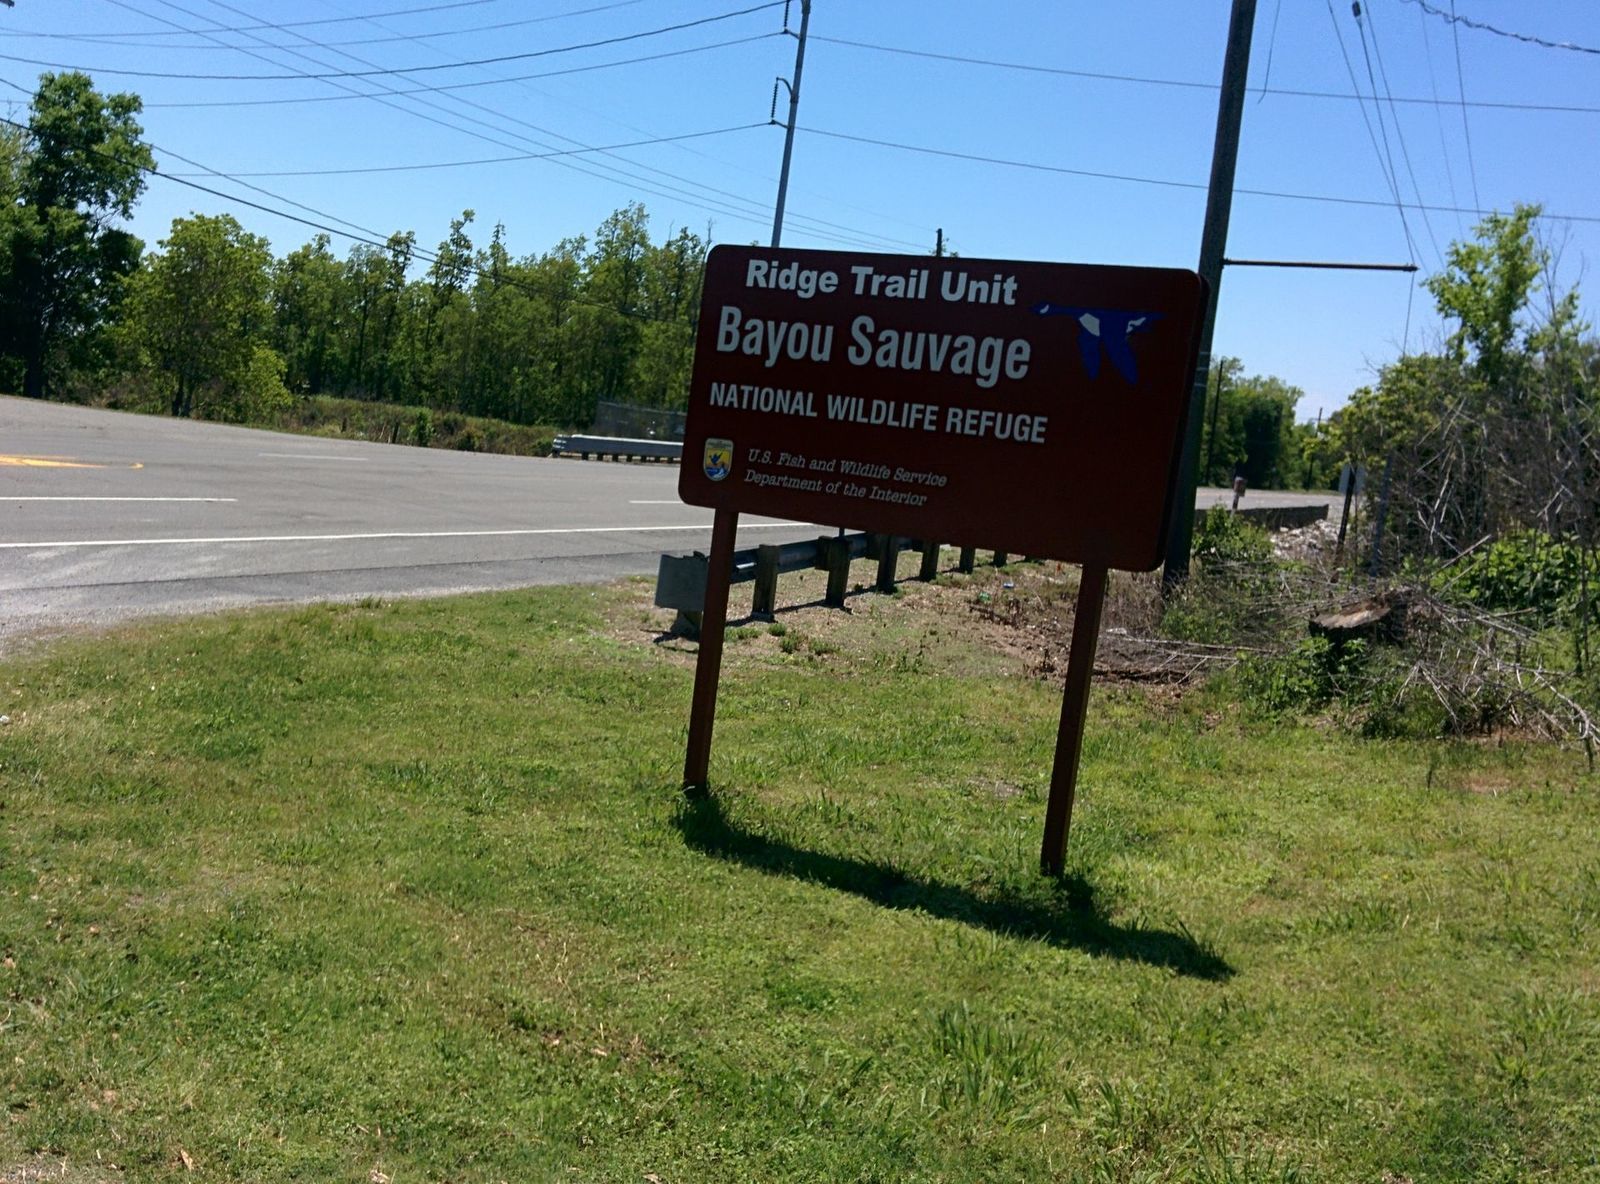 Ridge Trail Unit
Bayou Sauvage
NATIONAL WILDLIFE REFUGE
U.S. Fish and Wildlife Service
Department of the Interior